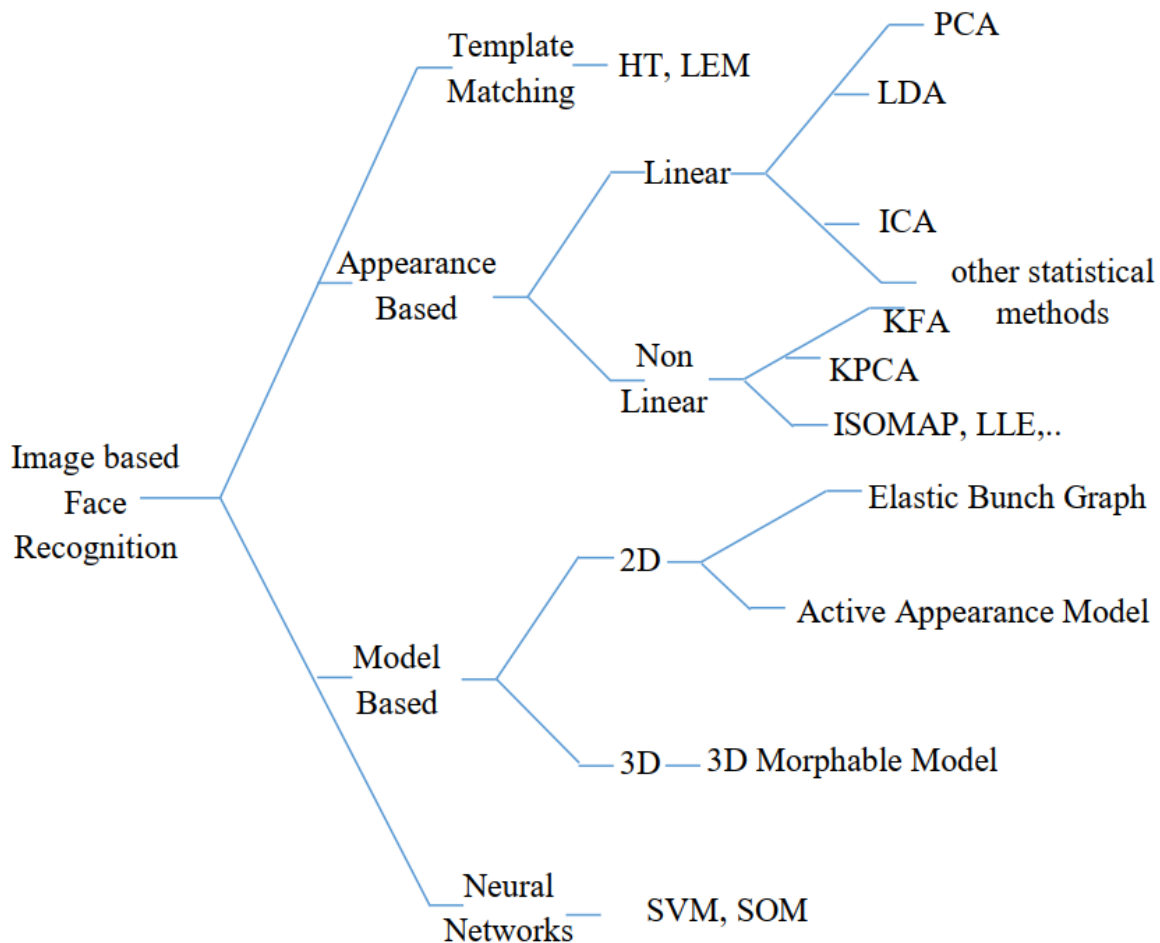 Template
Matching
HT, LEM
PCA
LDA
Linear
ICA
Appearance
Based
other statistical
methods
KFA
Non
Linear
KPCA
ISOMAP, LLE,..
Image based
Face
Recognition
Elastic Bunch Graph
2D
Active Appearance Model
Model
Based
3D
3D Morphable Model
Neural
Networks
SVM, SOM